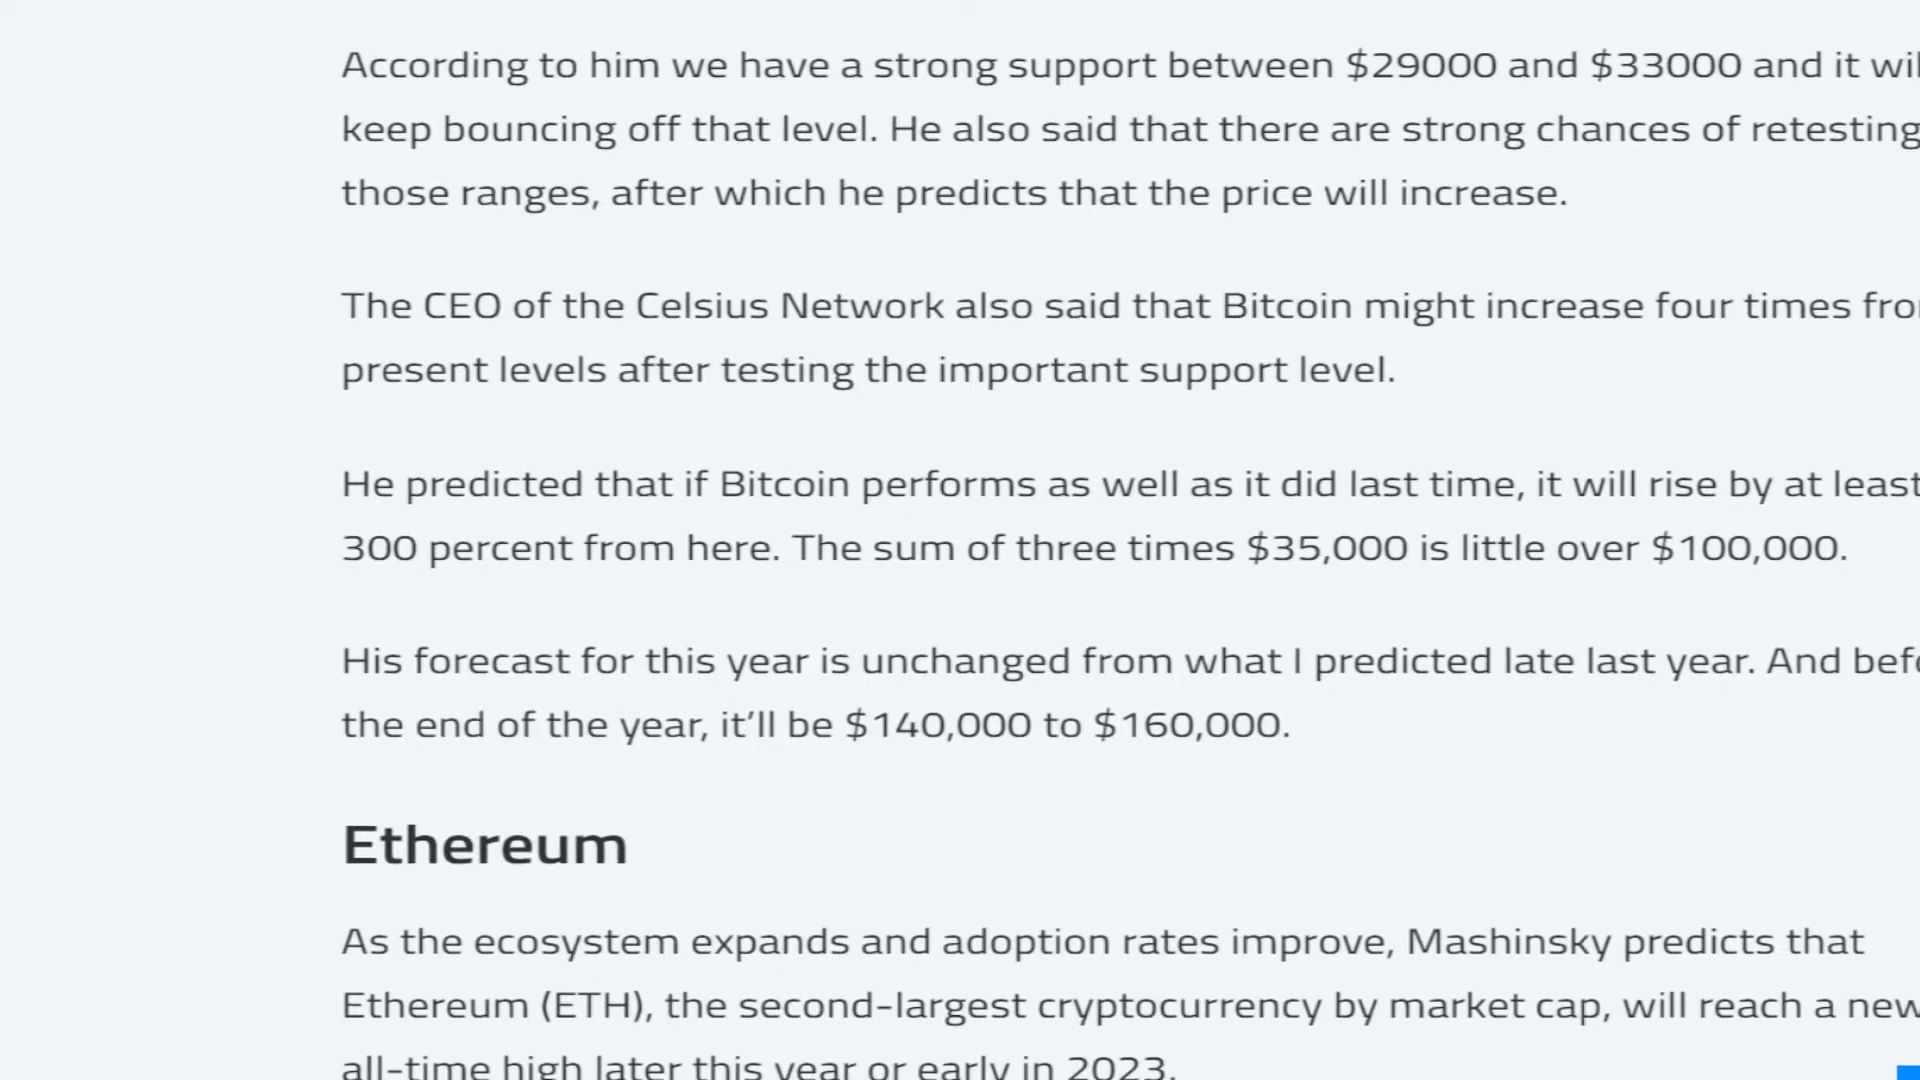 According to him we have a strong support between $29000 and $33000 and it
keep bouncing off that level. He also said that there are strong chances of retesting
those ranges, after which he predicts that the price will increase.
The CEO of the Celsius Network also said that Bitcoin might increase four times
present levels after testing the important support level.
He predicted that if Bitcoin performs as well as it did last time, it will rise by at least
300 percent from here. The sum of three times $35,000 is little over $100,000.
His forecast for this year is unchanged from what I predicted late last year. And
the end of the year, it’ll be $140,000 to $160,000.
Ethereum
As the ecosystem expands and adoption rates improve, Mashinsky predicts that
Ethereum (ETH), the second-largest cryptocurrency by market cap, will reach a new
all-time high later this year or early in 2023.